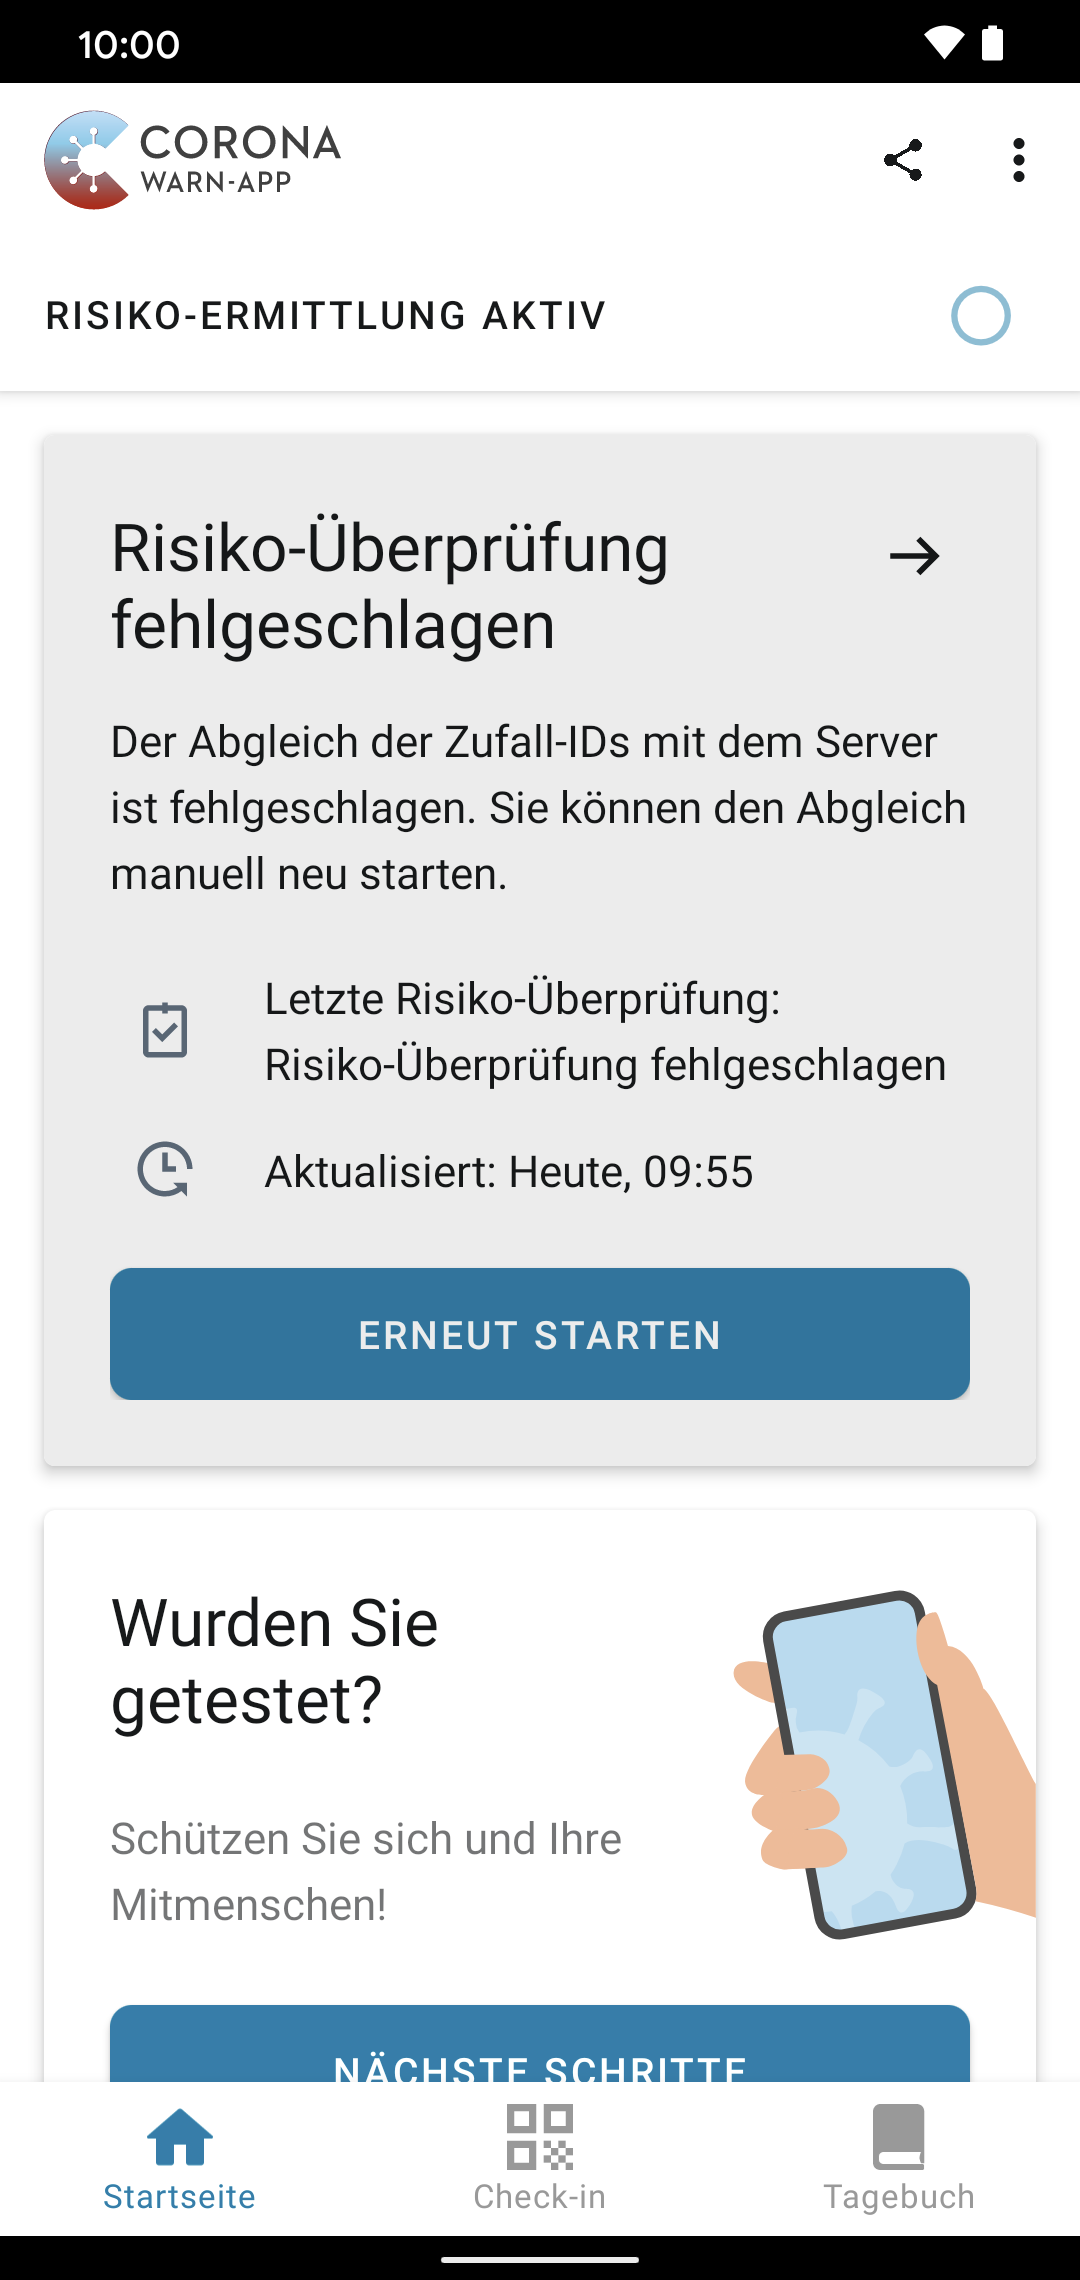 10:00
CORONA
WARN-APP
RISIKO-ERMITTLUNG AKTIV
Risiko-Überprüfung
fehlgeschlagen
Der Abgleich der Zufall-IDs mit dem Server
ist fehlgeschlagen. Sie können den Abgleich
manuell neu starten.
Letzte Risiko-Überprüfung:
Risiko-Überprüfung fehlgeschlagen
Aktualisiert: Heute, 09:55
ERNEUT STARTEN
Wurden Sie
getestet?
Schützen Sie sich und Ihre
Mitmenschen!
NÄCHSTE SCHRITTE
Startseite
Check-in
Tagebuch